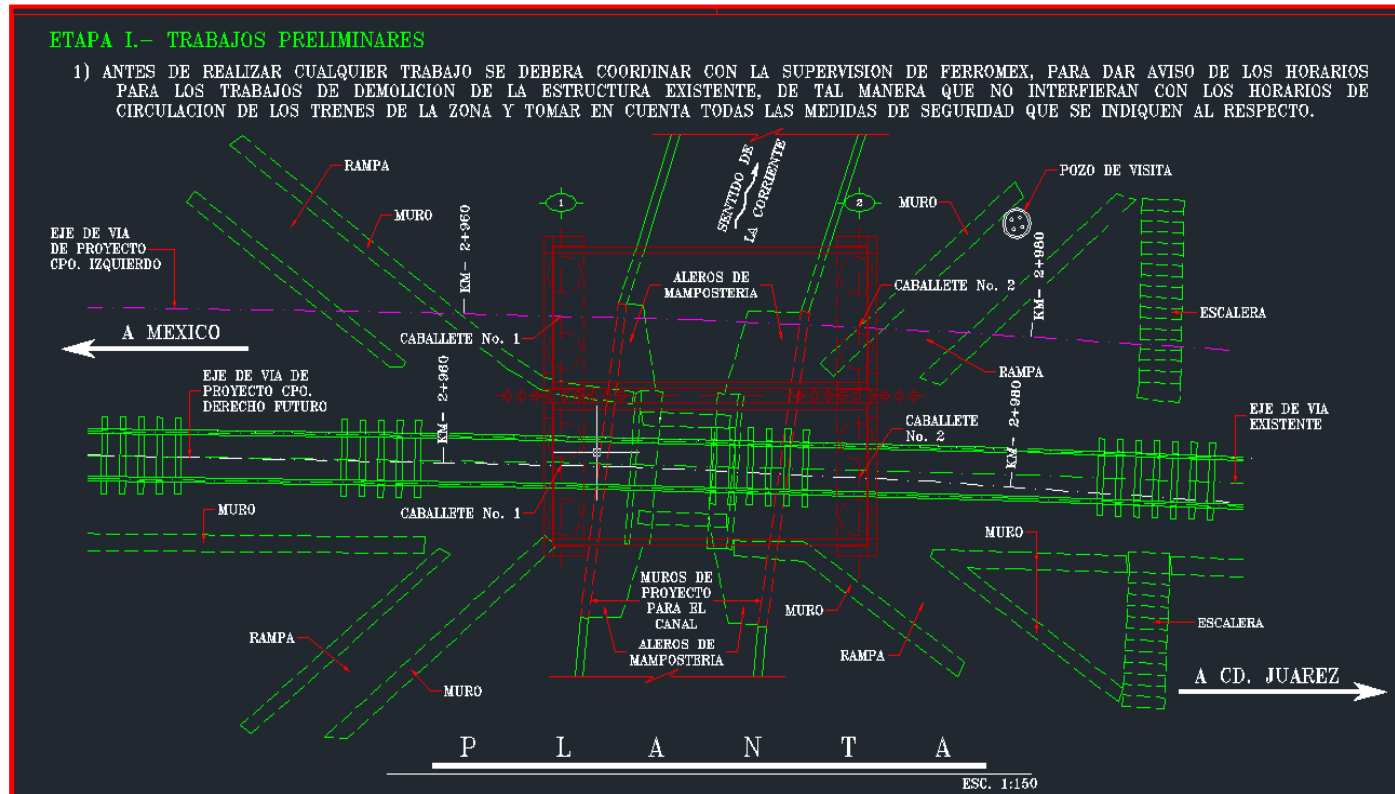 ETAPA I.- TRABAJOS PRELIMINARES
1) ANTES DE REALIZAR CUALQUIER TRABAJO SE DEBERA COORDINAR CON LA SUPERVISION DE FERROMEX, PARA DAR AVISO DE LOS HORARIOS
PARA LOS TRABAJOS DE DEMOLICION DE LA ESTRUCTURA EXISTENTE, DE TAL MANERA QUE NO INTERFIERAN CON LOS HORARIOS DE
CIRCULACION DE LOS TRENES DE LA ZONA Y TOMAR EN CUENTA TODAS LAS MEDIDAS DE SEGURIDAD QUE SE INDIQUEN AL RESPECTO.
RAMPA
SENTIDO DE
LA CORRIENTE
POZO DE VISITA
1
2
MURO
MURO
EJE DE VIA
DE PROYECTO
CPO. IZQUIERDO
KM- 2+960
KM- 2+980
ALEROS DE
MAMPOSTERIA
CABALLETE No. 2
ESCALERA
A MEXICO
CABALLETE No. 1
RAMPA
EJE DE VIA DE
PROYECTO CPO.
DERECHO FUTURO
KM- 2+960
KM- 2+980
CABALLETE
No. 2
EJE DE VIA
EXISTENTE
MURO
CABALLETE No. 1
MURO
MUROS DE
PROYECTO
PARA EL
CANAL
MURO
RAMPA
ALEROS DE
MAMPOSTERIA
RAMPA
ESCALERA
MURO
A CD. JUAREZ
PLANTA
ESC. 1:150